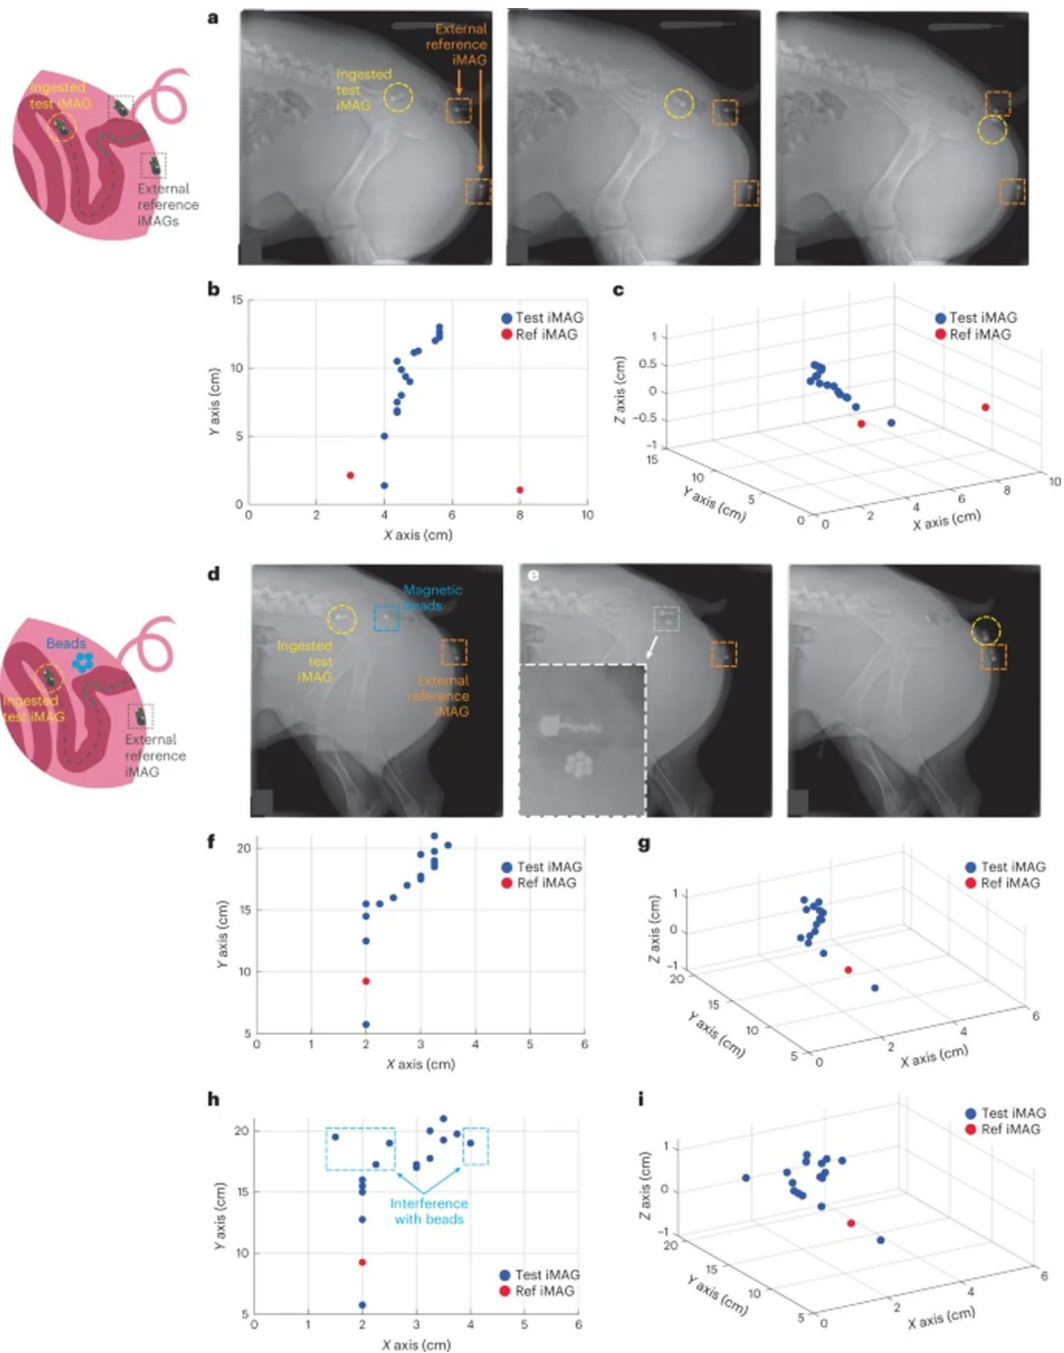 a
Ingested
test iMAG
External
reference
iMAGs
External
reference
iMAG
Ingested
test
iMAG
b
15
10
5
0
0
2
4
6
8
10
Y axis (cm)
X axis (cm)
Test iMAG
Ref iMAG
c
1
0.5
0
–0.5
–1
Z axis (cm)
15
10
5
0
Y axis (cm)
0
2
4
6
8
10
X axis (cm)
Test iMAG
Ref iMAG
d
Beads
Ingested
test iMAG
External
reference
iMAG
Magnetic
beads
Ingested
test
iMAG
External
reference
iMAG
e
f
20
15
10
5
0
1
2
3
4
5
6
Y axis (cm)
X axis (cm)
Test iMAG
Ref iMAG
g
1
0
–1
Z axis (cm)
20
15
10
5
Y axis (cm)
0
2
4
6
X axis (cm)
Test iMAG
Ref iMAG
h
20
15
10
5
0
1
2
3
4
5
6
Y axis (cm)
X axis (cm)
Interference
with beads
Test iMAG
Ref iMAG
i
1
0
–1
Z axis (cm)
20
15
10
5
Y axis (cm)
0
2
4
6
X axis (cm)
Test iMAG
Ref iMAG